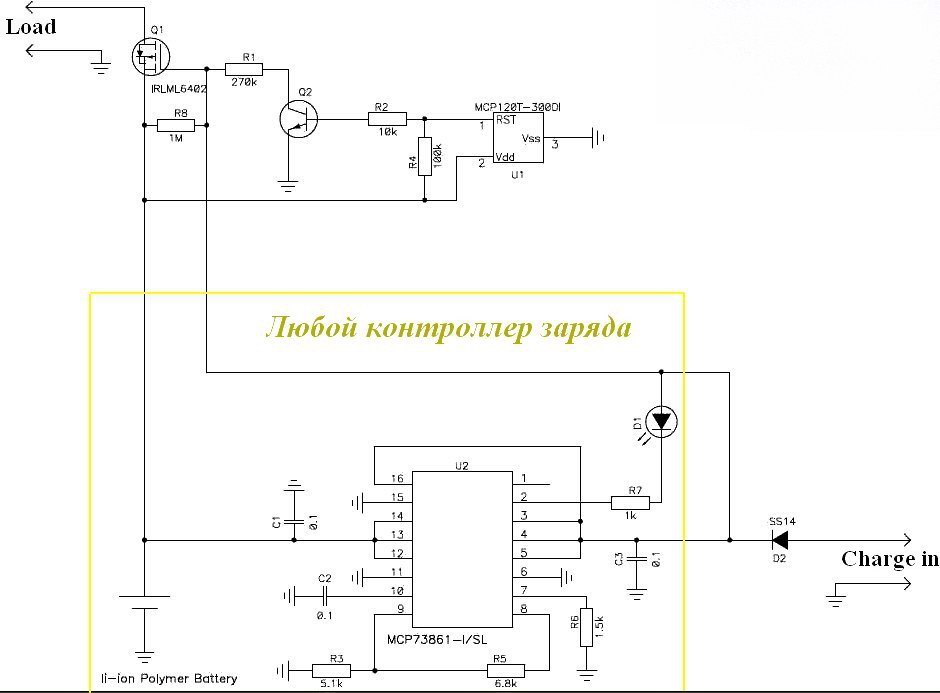 Load
Q1
IRLML6402
R1
270k
R8
1M
Q2
R2
10k
R4
100k
MCP120T-300DI
RST
Vss
Vdd
1
2
3
U1
Любой контроллер заряда
D1
R7
1k
U2
16
15
14
13
12
11
10
9
1
2
3
4
5
6
7
8
MCP73861-I/SL
C1
0.1
C2
0.1
C3
0.1
R3
5.1k
R5
6.8k
R6
1.5k
SS14
D2
Charge in
li-ion Polymer Battery